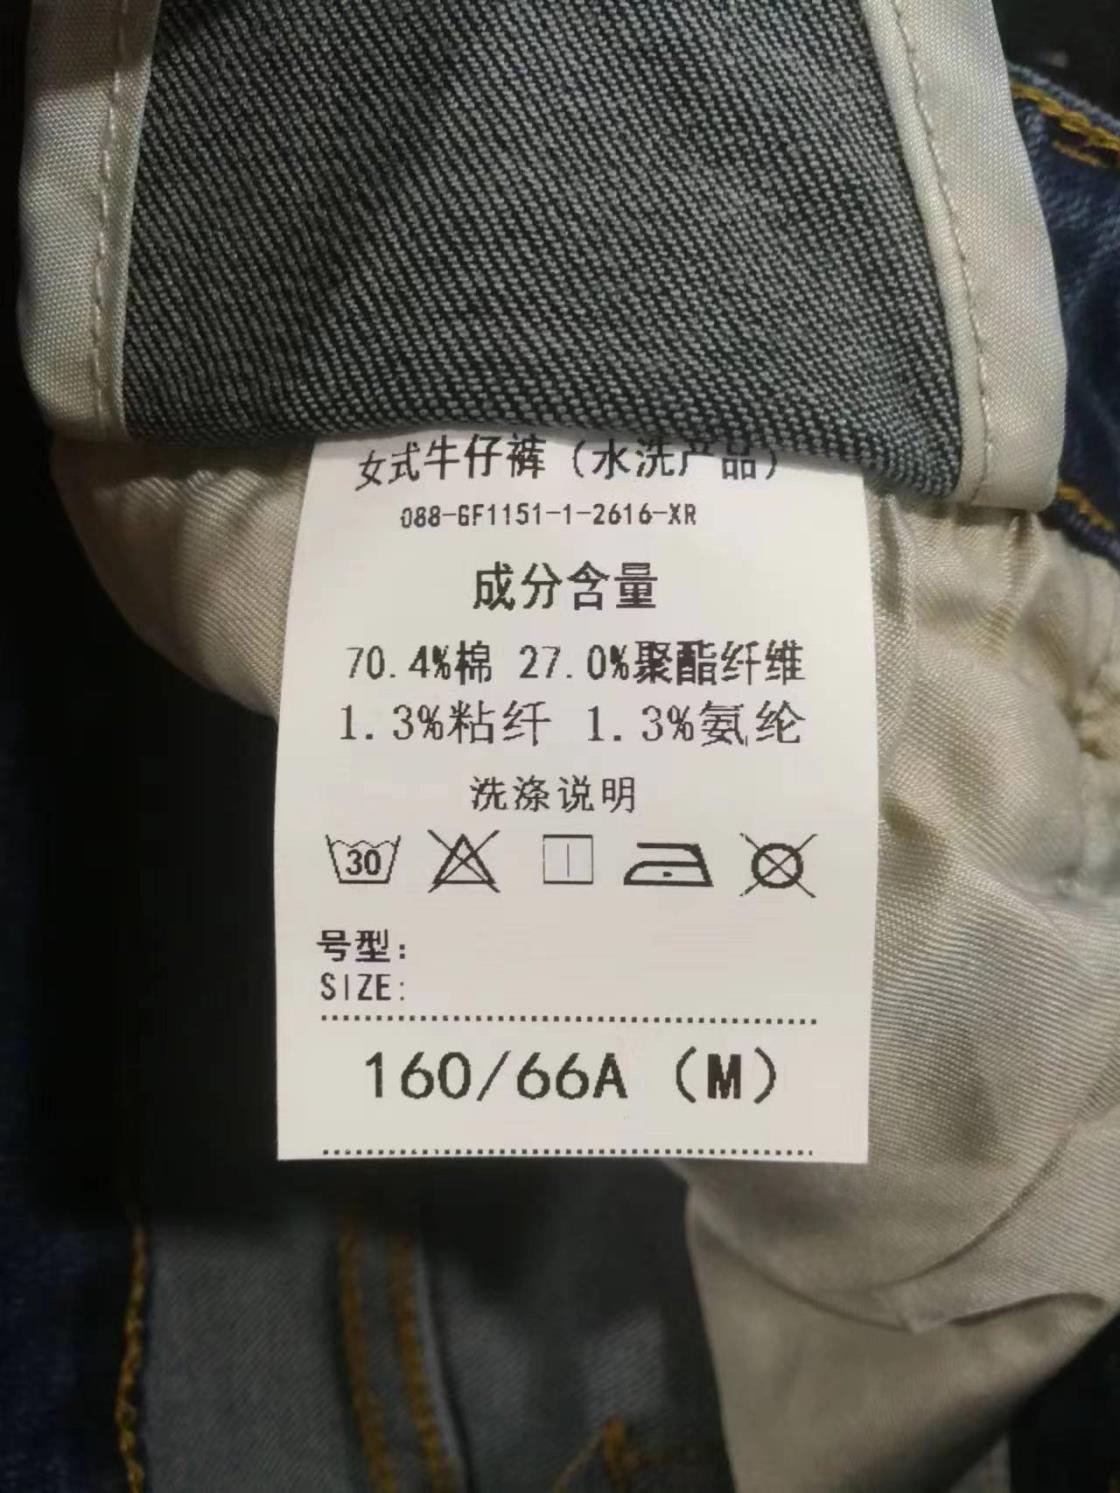 女式牛仔裤（水洗产品）
088-GF1151-1-2616-XR
成分含量
70.4%棉 27.0%聚酯纤维
1.3%粘纤 1.3%氨纶
洗涤说明
30
号型：
SIZE:
160/66A（M）